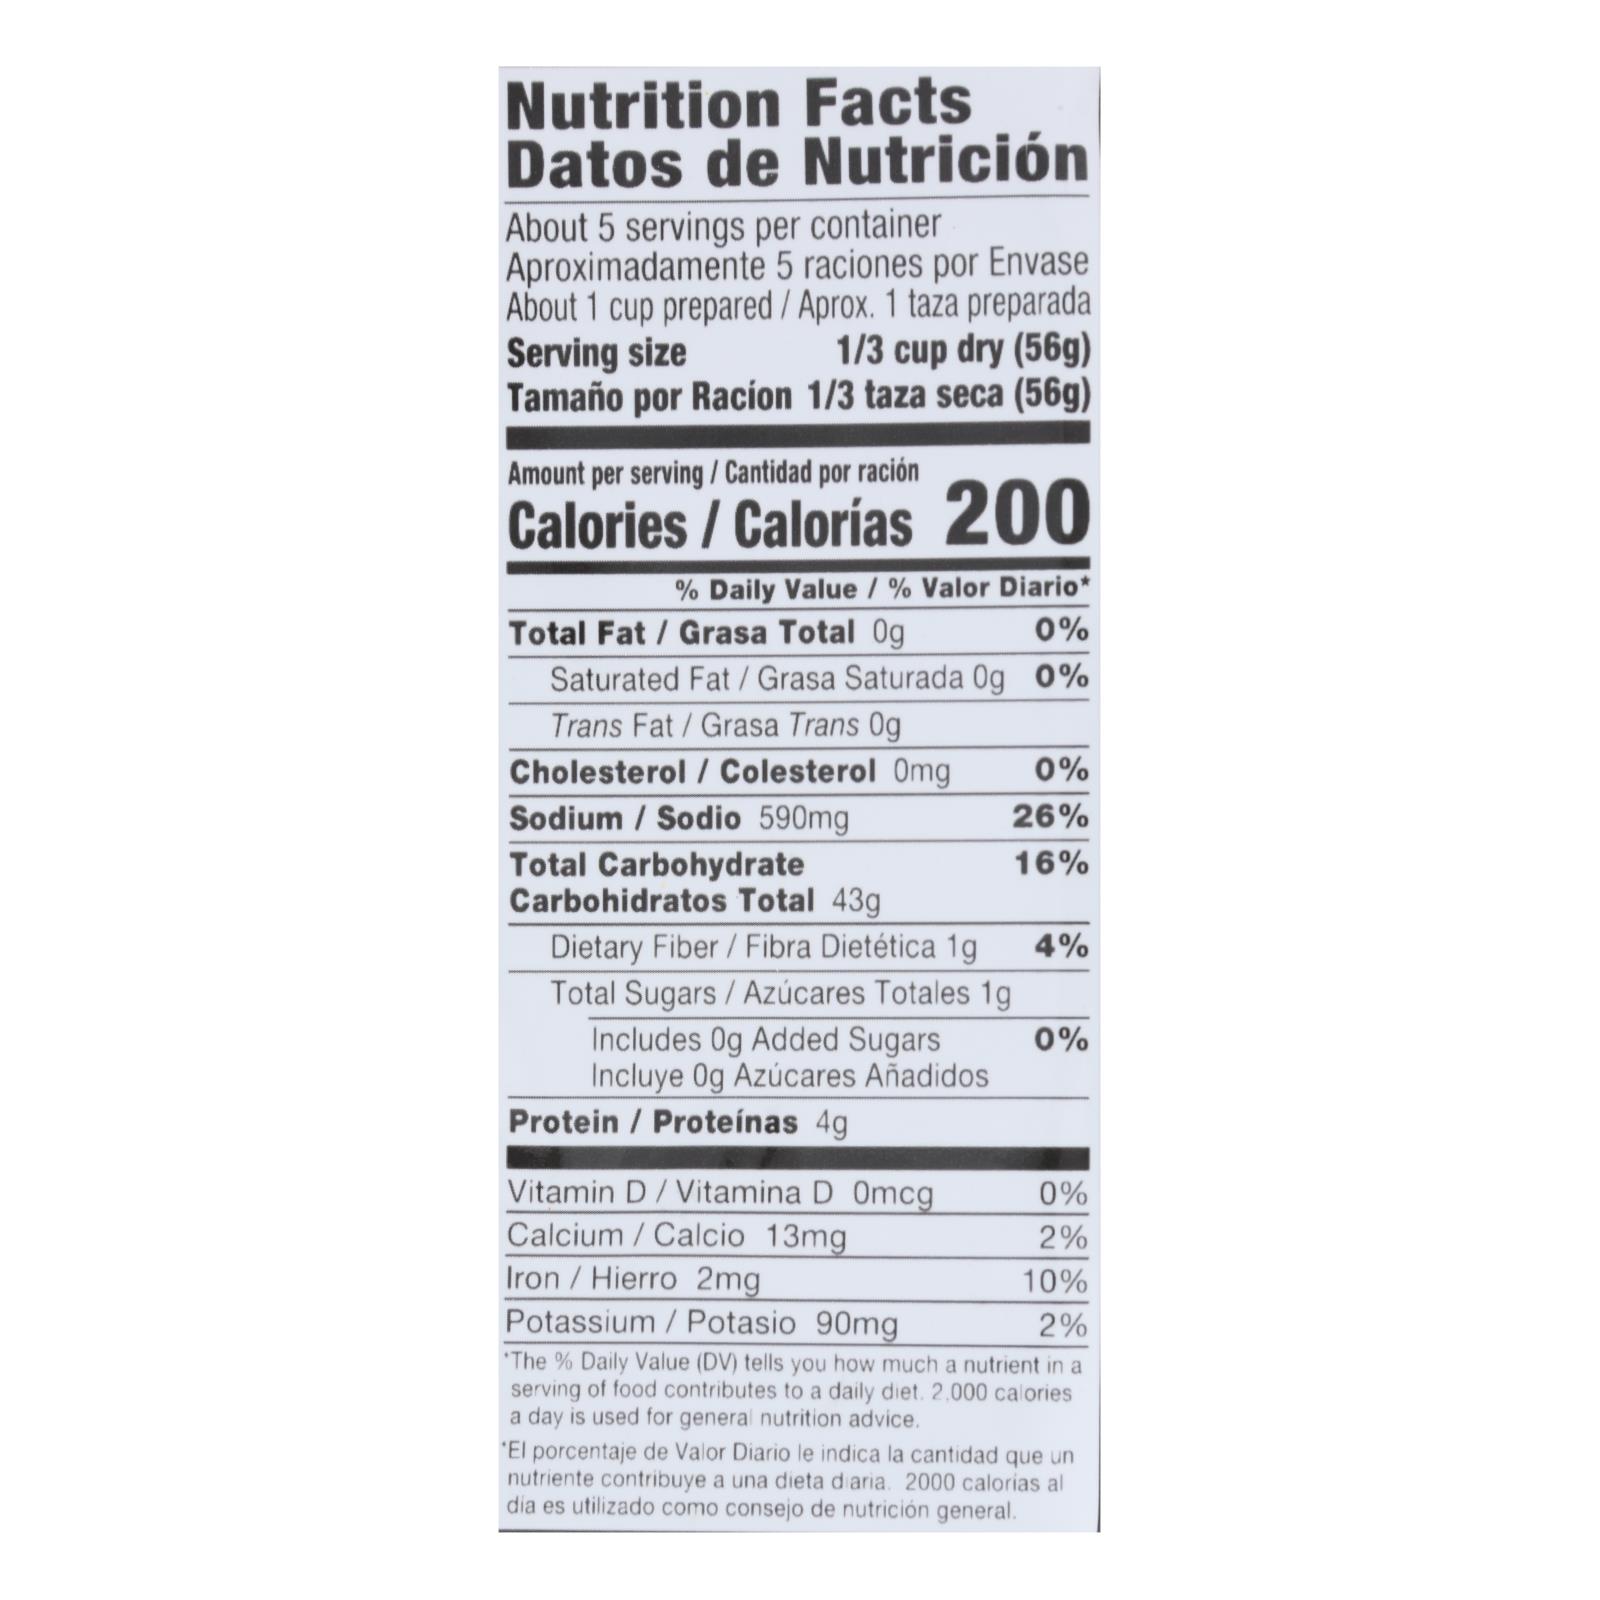 Nutrition Facts
Datos de Nutrición
About 5 servings per container
Aproximadamente 5 raciones por Envase
About 1 cup prepared / Aprox. 1 taza preparada
Serving size 1/3 cup dry (56g)
Tamaño por Racíon 1/3 taza seca (56g)
Amount per serving / Cantidad por ración
Calories / Calorías 200
% Daily Value / % Valor Diario*
Total Fat / Grasa Total 0g 0%
Saturated Fat / Grasa Saturada 0g 0%
Trans Fat / Grasa Trans 0g
Cholesterol / Colesterol 0mg 0%
Sodium / Sodio 590mg 26%
Total Carbohydrate 16%
Carbohidratos Total 43g
Dietary Fiber / Fibra Dietética 1g 4%
Total Sugars / Azúcares Totales 1g
Includes 0g Added Sugars 0%
Incluye 0g Azúcares Añadidos
Protein / Proteínas 4g
Vitamin D / Vitamina D 0mcg 0%
Calcium / Calcio 13mg 2%
Iron / Hierro 2mg 10%
Potassium / Potasio 90mg 2%
*The % Daily Value (DV) tells you how much a nutrient in a
serving of food contributes to a daily diet. 2,000 calories
a day is used for general nutrition advice.
*El porcentaje de Valor Diario le indica la cantidad que un
nutriente contribuye a una dieta diaria. 2000 calorias al
día es utilizado como consejo de nutrición general.